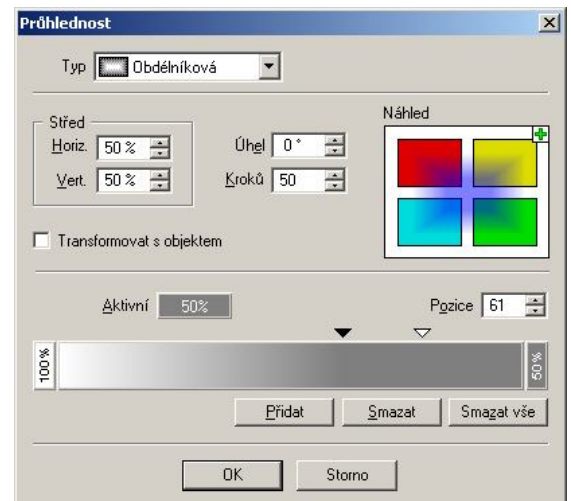 Průhlednost
Typ Obdélníková
Střed
Horiz. 50 %
Vert. 50 %
Úhel 0 °
Kroků 50
Náhled
Transformovat s objektem
Aktivní 50%
Pozice 61
100 %
50 %
Přidat Smazat Smazat vše
OK Storno